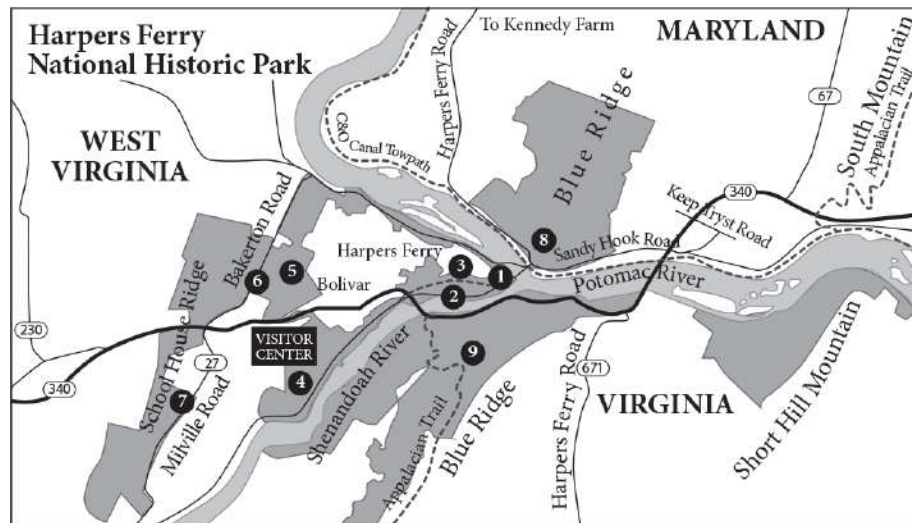 Harpers Ferry
National Historic Park
To Kennedy Farm
MARYLAND
WEST
VIRGINIA
C&O
Canal Towpath
Harpers Ferry Road
Blue Ridge
67
South Mountain
Appalacian Trail
340
Keep Tryst Road
Sandy Hook Road
Potomac River
Bakerton Road
Harpers Ferry
Bolivar
8
3
1
2
5
6
School House Ridge
VISITOR
CENTER
4
Shenandoah River
9
230
340
27
7
Milville Road
Appalacian Trail
Blue Ridge
Harpers Ferry Road
671
VIRGINIA
Short Hill Mountain